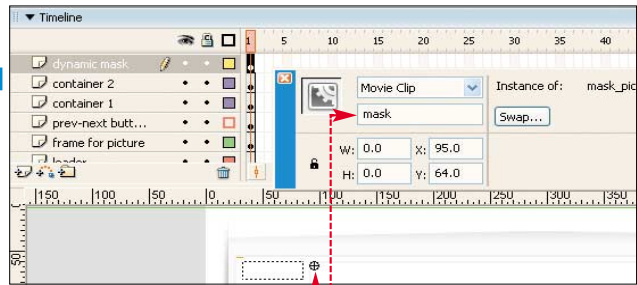 Timeline
1 5 10 15 20 25 30 35 40
dynamic mask
container 2
container 1
prev-next butt...
frame for picture
loader
Movie Clip
Instance of: mask_pic
mask
Swap...
W: 0.0 X: 95.0
H: 0.0 Y: 64.0
150 100 50 0 50 100 150 200 250 300 350
50